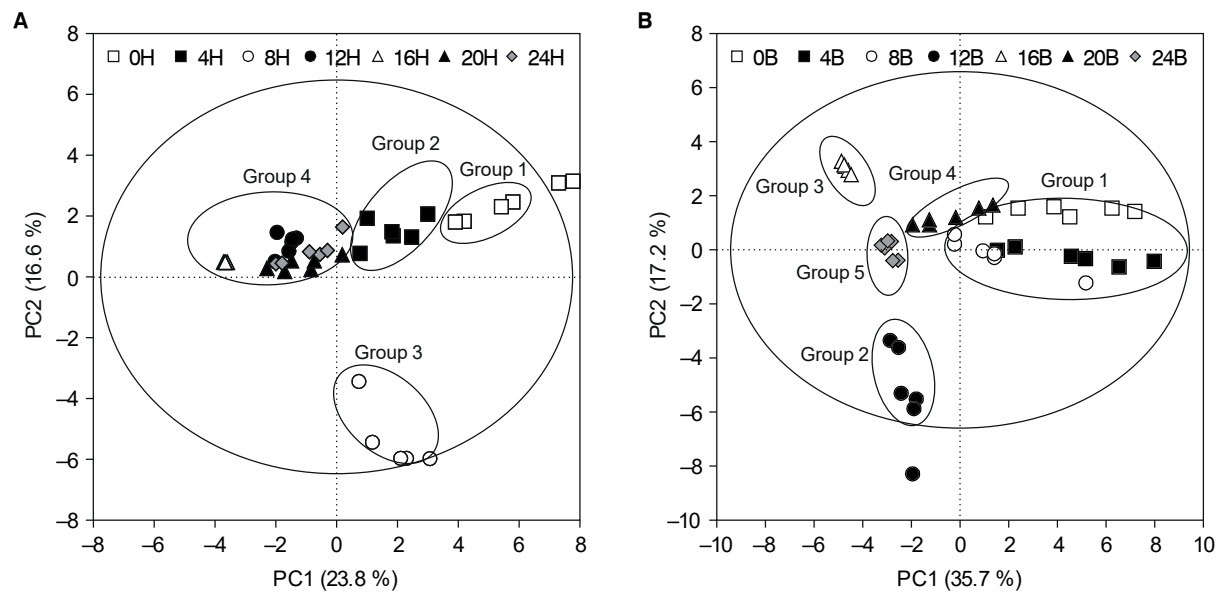 A
8
□ 0H ■ 4H ○ 8H ● 12H △ 16H ▲ 20H ◆ 24H
6
4
2
0
–2
–4
–6
–8
PC2 (16.6 %)
Group 2
Group 1
Group 4
Group 3
–8 –6 –4 –2 0 2 4 6 8
PC1 (23.8 %)
B
8
□ 0B ■ 4B ○ 8B ● 12B △ 16B ▲ 20B ◆ 24B
6
4
2
0
–2
–4
–6
–8
–10
PC2 (17.2 %)
Group 3
Group 4
Group 1
Group 5
Group 2
–10 –8 –6 –4 –2 0 2 4 6 8 10
PC1 (35.7 %)